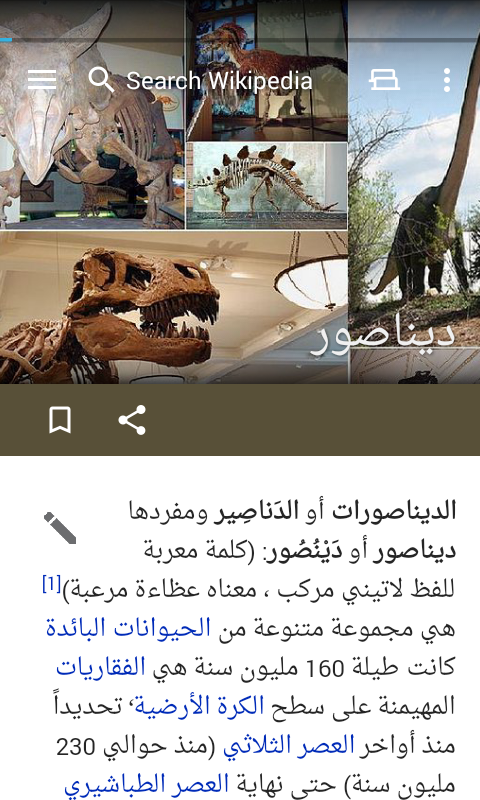 Search Wikipedia
ديناصور
الديناصورات أو الدَناصِير ومفردها
ديناصور أو دَيْنُصُور: (كلمة معربة
للفظ لاتيني مركب ، معناه عظاءة مرعبة)[1]
هي مجموعة متنوعة من الحيوانات البائدة
كانت طيلة 160 مليون سنة هي الفقاريات
المهيمنة على سطح الكرة الأرضية، تحديداً
منذ أواخر العصر الثلاثي (منذ حوالي 230
مليون سنة) حتى نهاية العصر الطباشيري